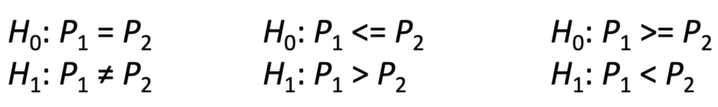 H₀: P₁ = P₂
H₁: P₁ ≠ P₂
H₀: P₁ <= P₂
H₁: P₁ > P₂
H₀: P₁ >= P₂
H₁: P₁ < P₂